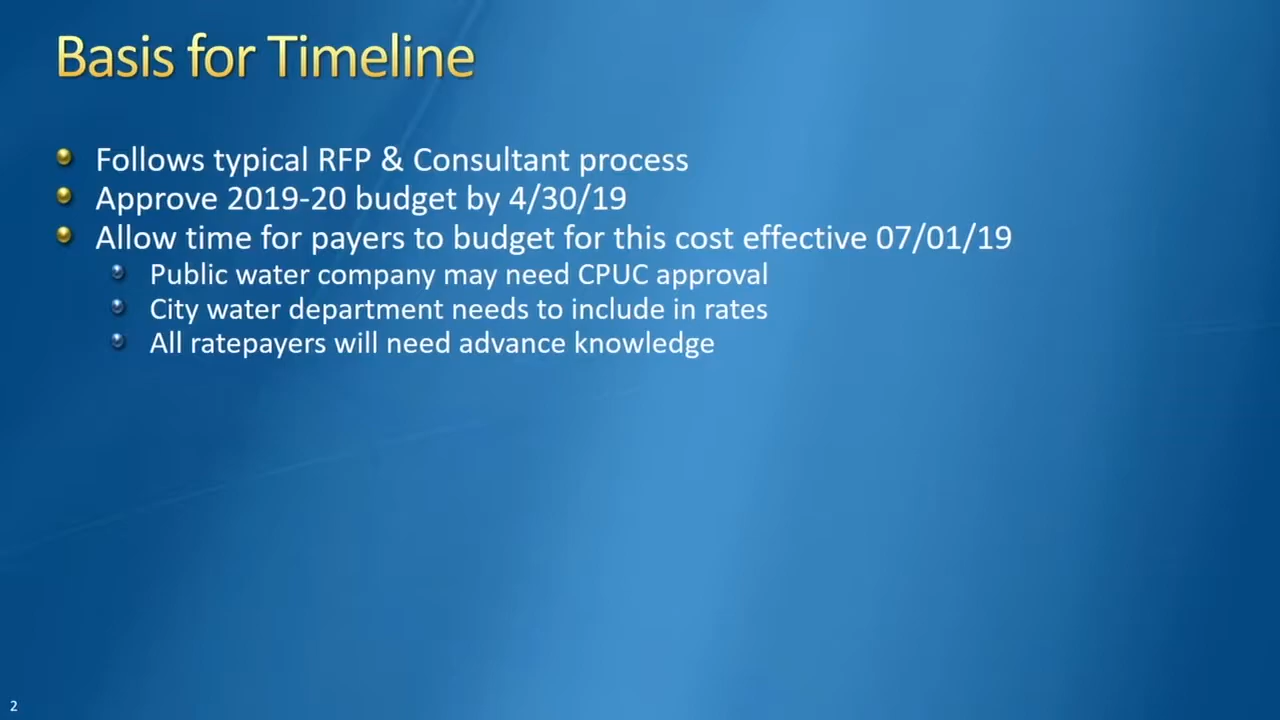 Basis for Timeline
Follows typical RFP & Consultant process
Approve 2019-20 budget by 4/30/19
Allow time for payers to budget for this cost effective 07/01/19
Public water company may need CPUC approval
City water department needs to include in rates
All ratepayers will need advance knowledge
2